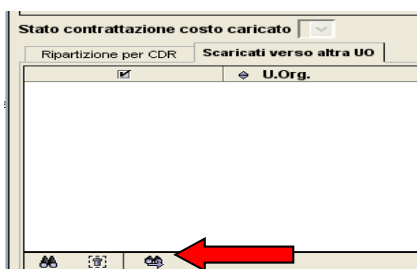 Stato contrattazione costo caricato
Ripartizione per CDR Scaricati verso altra UO
U.Org.